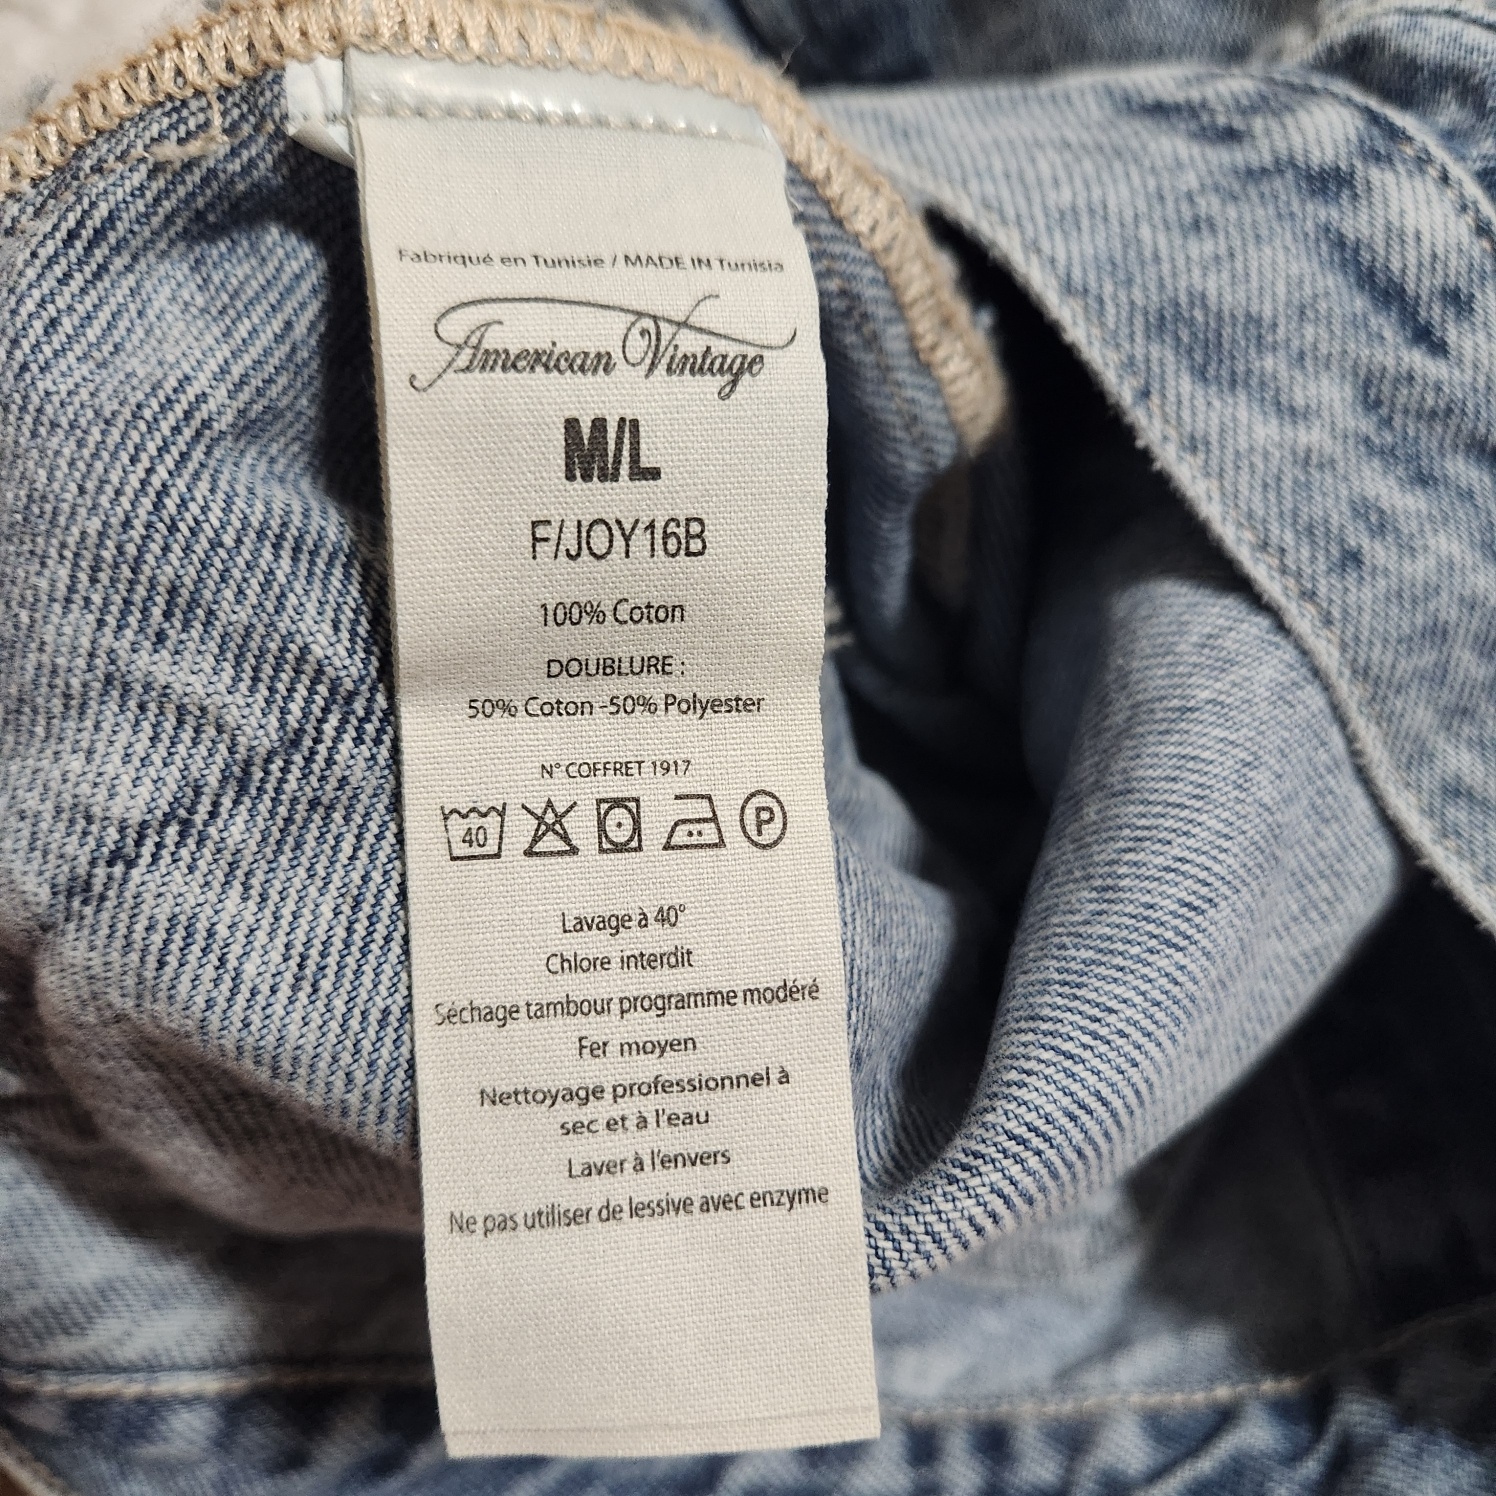 Fabriqué en Tunisie / MADE IN Tunisia
American Vintage
M/L
F/JOY16B
100% Coton
DOUBLURE :
50% Coton -50% Polyester
N° COFFRET 1917
40 P
Lavage à 40°
Chlore interdit
Séchage tambour programme modéré
Fer moyen
Nettoyage professionnel à
sec et à l'eau
Laver à l'envers
Ne pas utiliser de lessive avec enzyme